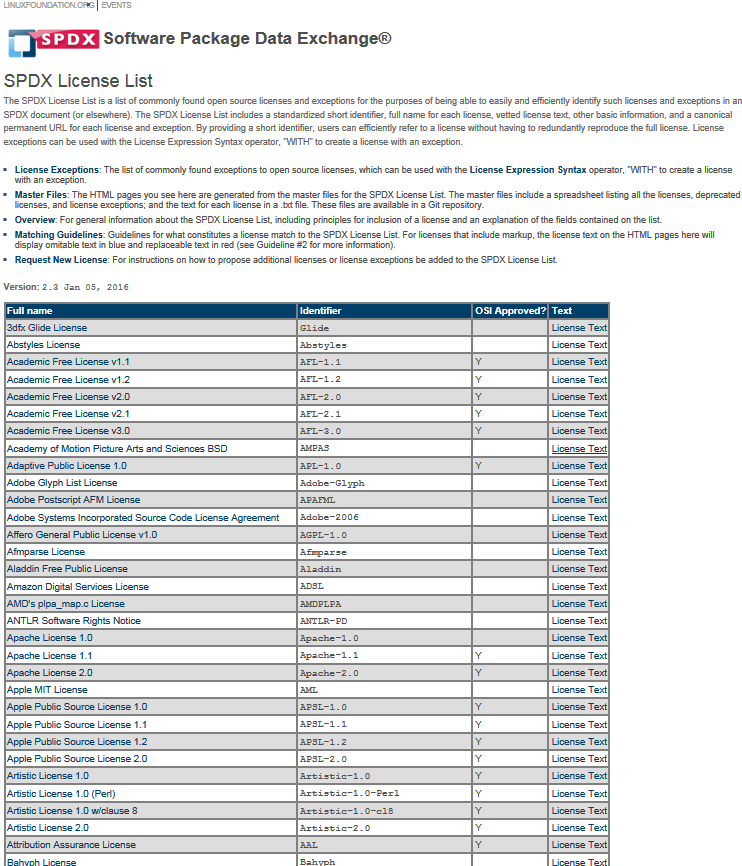 LINUXFOUNDATION.ORG | EVENTS
SPDX Software Package Data Exchange®
SPDX License List
The SPDX License List is a list of commonly found open source licenses and exceptions for the purposes of being able to easily and efficiently identify such licenses and exceptions in an
SPDX document (or elsewhere). The SPDX License List includes a standardized short identifier, full name for each license, vetted license text, other basic information, and a canonical
permanent URL for each license and exception. By providing a short identifier, users can efficiently refer to a license without having to redundantly reproduce the full license. License
exceptions can be used with the License Expression Syntax operator, "WITH" to create a license with an exception.
License Exceptions: The list of commonly found exceptions to open source licenses, which can be used with the License Expression Syntax operator, "WITH" to create a license
with an exception.
Master Files: The HTML pages you see here are generated from the master files for the SPDX License List. The master files include a spreadsheet listing all the licenses, deprecated
licenses, and license exceptions; and the text for each license in a .txt file. These files are available in a Git repository.
Overview: For general information about the SPDX License List, including principles for inclusion of a license and an explanation of the fields contained on the list.
Matching Guidelines: Guidelines for what constitutes a license match to the SPDX License List. For licenses that include markup, the license text on the HTML pages here will
display omitable text in blue and replaceable text in red (see Guideline #2 for more information).
Request New License: For instructions on how to propose additional licenses or license exceptions be added to the SPDX License List.
Version: 2.3 Jan 05, 2016
Full name Identifier OSI Approved? Text
3dfx Glide License Glide License Text
Abstyles License Abstyles License Text
Academic Free License v1.1 AFL-1.1 Y License Text
Academic Free License v1.2 AFL-1.2 Y License Text
Academic Free License v2.0 AFL-2.0 Y License Text
Academic Free License v2.1 AFL-2.1 Y License Text
Academic Free License v3.0 AFL-3.0 Y License Text
Academy of Motion Picture Arts and Sciences BSD AMPAS License Text
Adaptive Public License 1.0 APL-1.0 Y License Text
Adobe Glyph List License Adobe-Glyph License Text
Adobe Postscript AFM License APAFML License Text
Adobe Systems Incorporated Source Code License Agreement Adobe-2006 License Text
Affero General Public License v1.0 AGPL-1.0 License Text
Afmparse License Afmparse License Text
Aladdin Free Public License Aladdin License Text
Amazon Digital Services License ADSL License Text
AMD's plpa_map.c License AMDPLPA License Text
ANTLR Software Rights Notice ANTLR-PD License Text
Apache License 1.0 Apache-1.0 License Text
Apache License 1.1 Apache-1.1 Y License Text
Apache License 2.0 Apache-2.0 Y License Text
Apple MIT License AML License Text
Apple Public Source License 1.0 APSL-1.0 Y License Text
Apple Public Source License 1.1 APSL-1.1 Y License Text
Apple Public Source License 1.2 APSL-1.2 Y License Text
Apple Public Source License 2.0 APSL-2.0 Y License Text
Artistic License 1.0 Artistic-1.0 Y License Text
Artistic License 1.0 (Perl) Artistic-1.0-Perl Y License Text
Artistic License 1.0 w/clause 8 Artistic-1.0-cl8 Y License Text
Artistic License 2.0 Artistic-2.0 Y License Text
Attribution Assurance License AAL Y License Text
Bahyph License Bahyph License Text